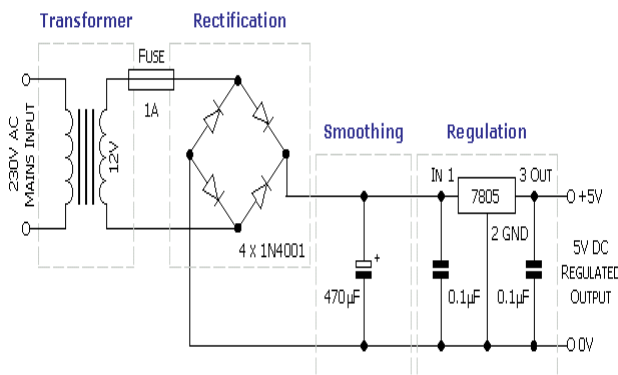 Transformer
Rectification
FUSE
1A
230V AC
MAINS INPUT
12V
4 x 1N4001
Smoothing
Regulation
IN 1
3 OUT
7805
2 GND
+
470µF
0.1µF
0.1µF
+5V
5V DC
REGULATED
OUTPUT
0V